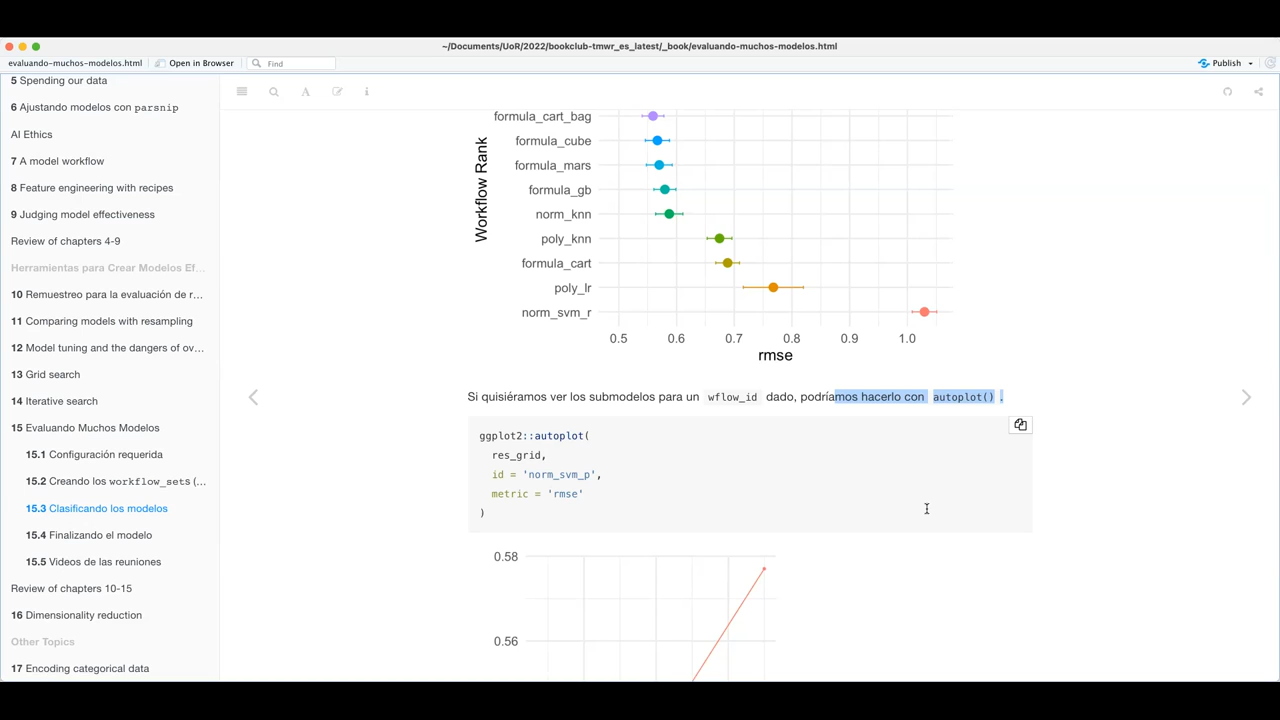 ~/Documents/UoR/2022/bookclub-tmwr_es_latest/_book/evaluando-muchos-modelos.html
evaluando-muchos-modelos.html
Open in Browser
Find
Publish
5 Spending our data
6 Ajustando modelos con parsnip
AI Ethics
7 A model workflow
8 Feature engineering with recipes
9 Judging model effectiveness
Review of chapters 4-9
Herramientas para Crear Modelos Ef...
10 Remuestreo para la evaluación de r...
11 Comparing models with resampling
12 Model tuning and the dangers of ov...
13 Grid search
14 Iterative search
15 Evaluando Muchos Modelos
15.1 Configuración requerida
15.2 Creando los workflow_sets (...
15.3 Clasificando los modelos
15.4 Finalizando el modelo
15.5 Videos de las reuniones
Review of chapters 10-15
16 Dimensionality reduction
Other Topics
17 Encoding categorical data
Workflow Rank
formula_cart_bag
formula_cube
formula_mars
formula_gb
norm_knn
poly_knn
formula_cart
poly_lr
norm_svm_r
0.5 0.6 0.7 0.8 0.9 1.0
rmse
Si quisiéramos ver los submodelos para un wflow_id dado, podríamos hacerlo con autoplot() .
ggplot2::autoplot(
res_grid,
id = 'norm_svm_p',
metric = 'rmse'
)
0.58
0.56